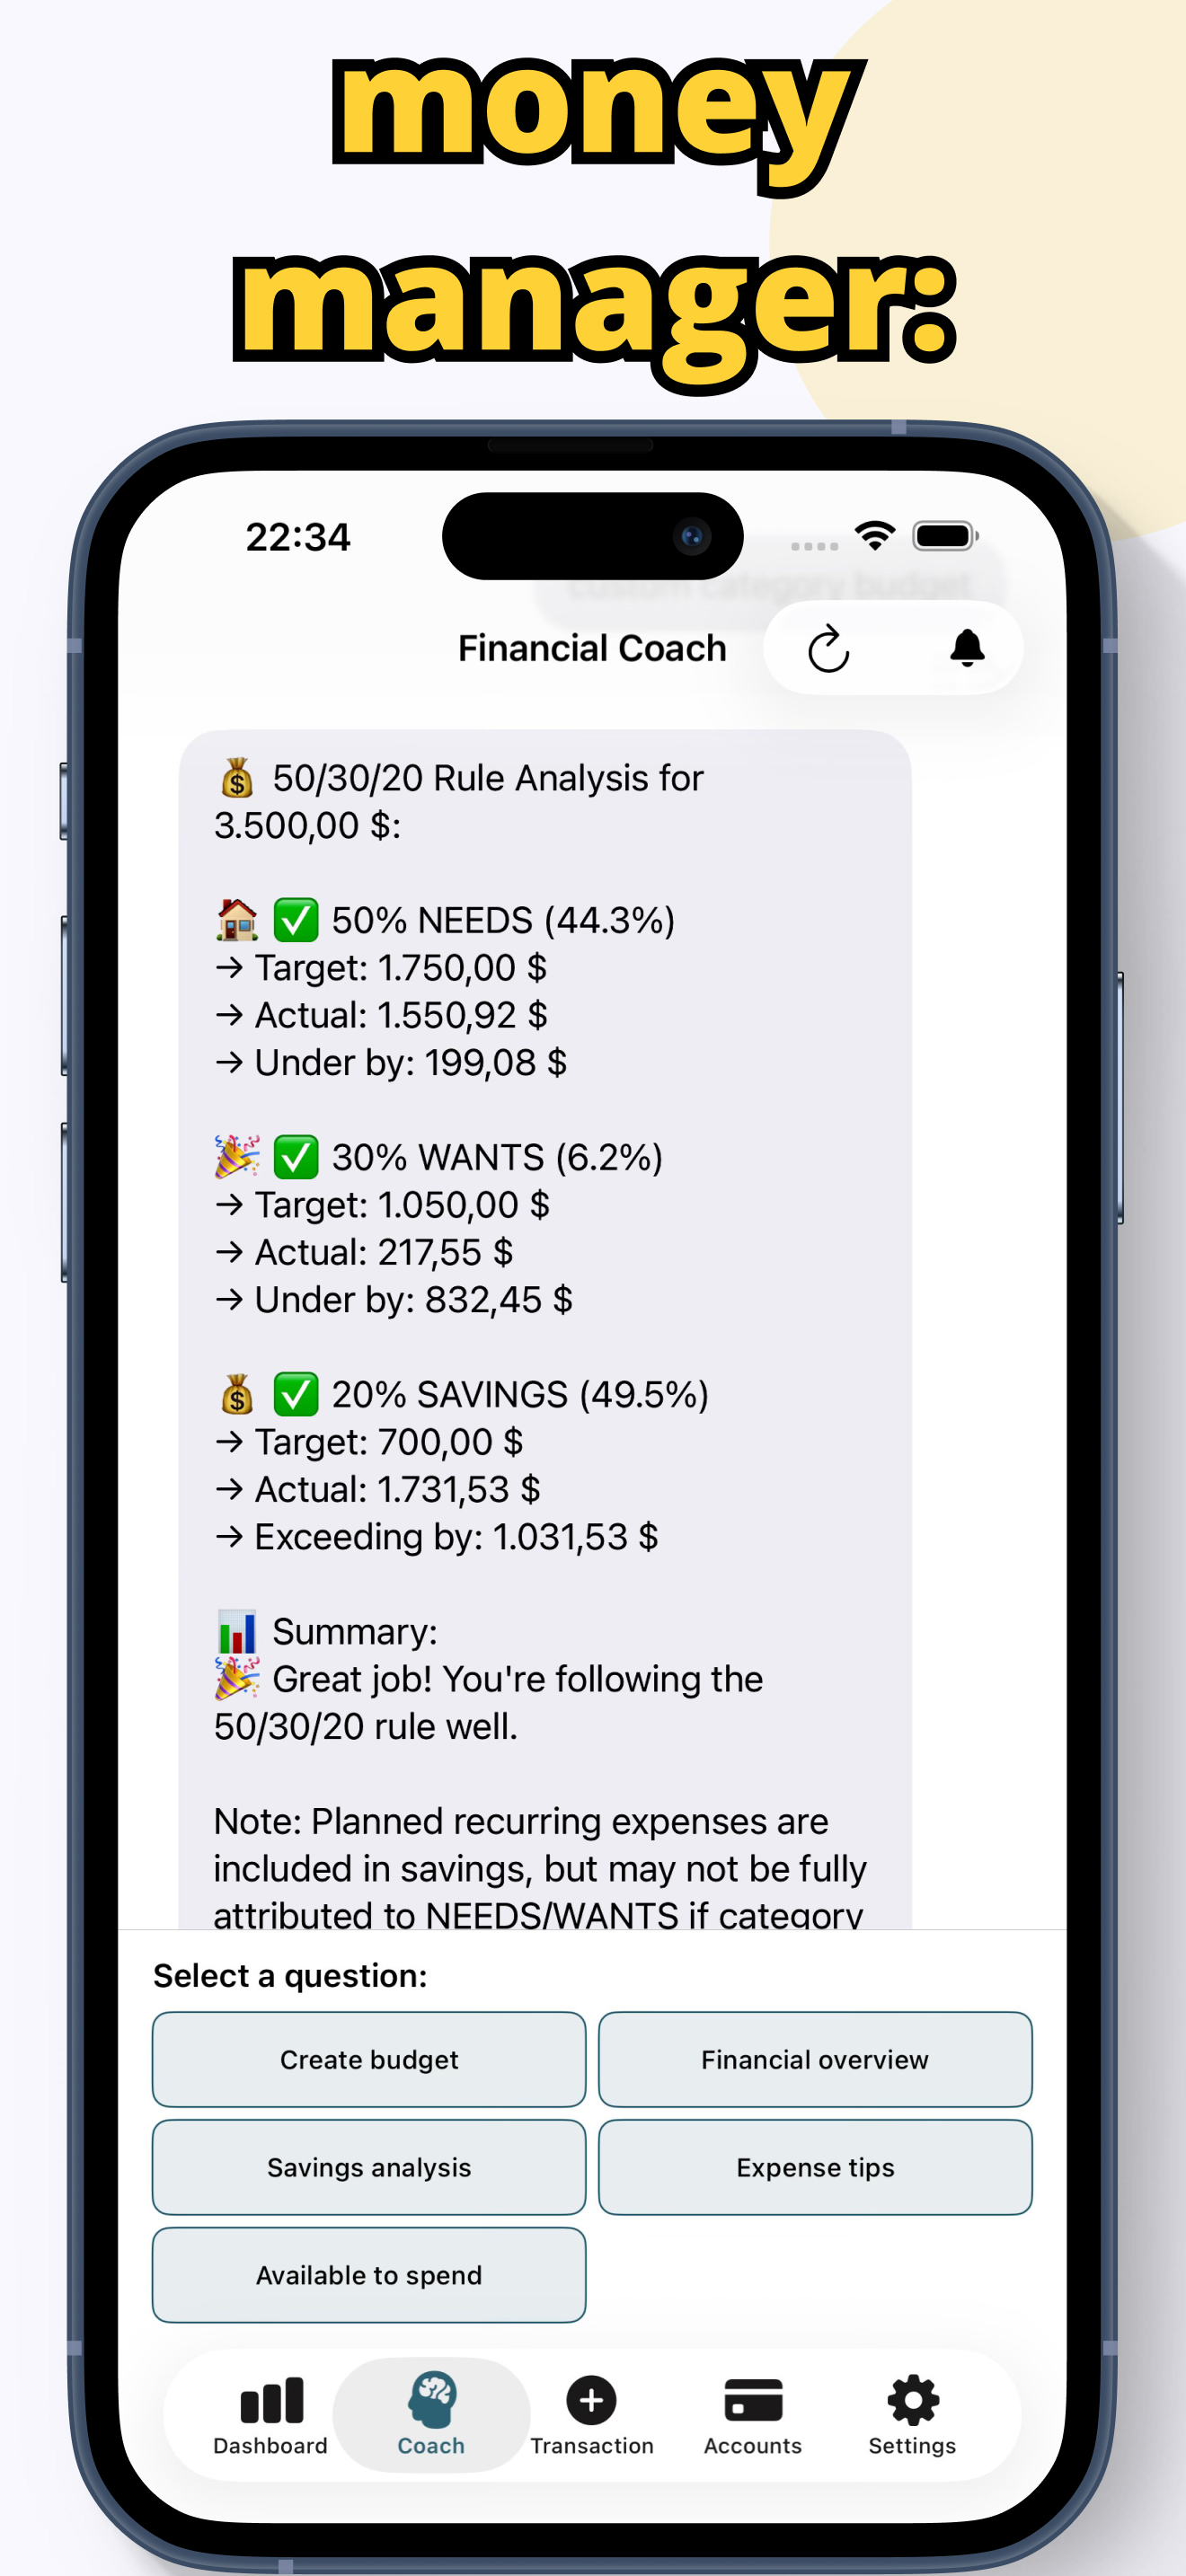 money
manager:
22:34
custom category budget
Financial Coach
💰 50/30/20 Rule Analysis for
3.500,00 $:
🏠 ✅ 50% NEEDS (44.3%)
→ Target: 1.750,00 $
→ Actual: 1.550,92 $
→ Under by: 199,08 $
🎉 ✅ 30% WANTS (6.2%)
→ Target: 1.050,00 $
→ Actual: 217,55 $
→ Under by: 832,45 $
💰 ✅ 20% SAVINGS (49.5%)
→ Target: 700,00 $
→ Actual: 1.731,53 $
→ Exceeding by: 1.031,53 $
📊 Summary:
🎉 Great job! You're following the
50/30/20 rule well.
Note: Planned recurring expenses are
included in savings, but may not be fully
attributed to NEEDS/WANTS if category
Select a question:
Create budget
Financial overview
Savings analysis
Expense tips
Available to spend
Dashboard
Coach
Transaction
Accounts
Settings